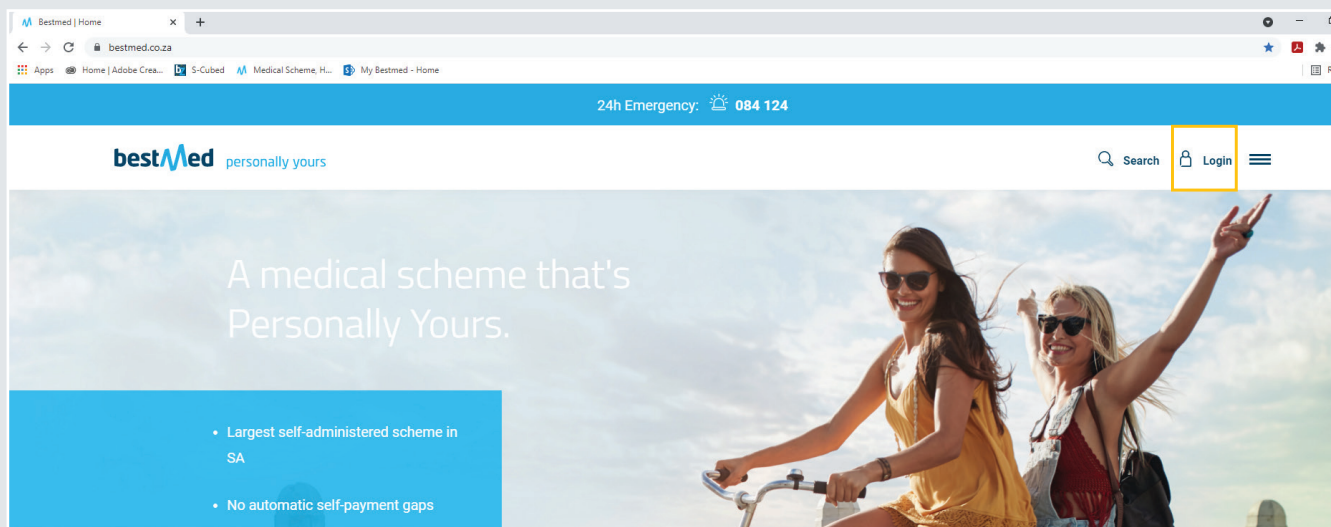 Bestmed | Home
bestmed.co.za
Apps Home | Adobe Crea... S-Cubed Medical Scheme, H... My Bestmed - Home
24h Emergency: 084 124
bestMed personally yours
Search Login
A medical scheme that's
Personally Yours.
• Largest self-administered scheme in
SA
• No automatic self-payment gaps